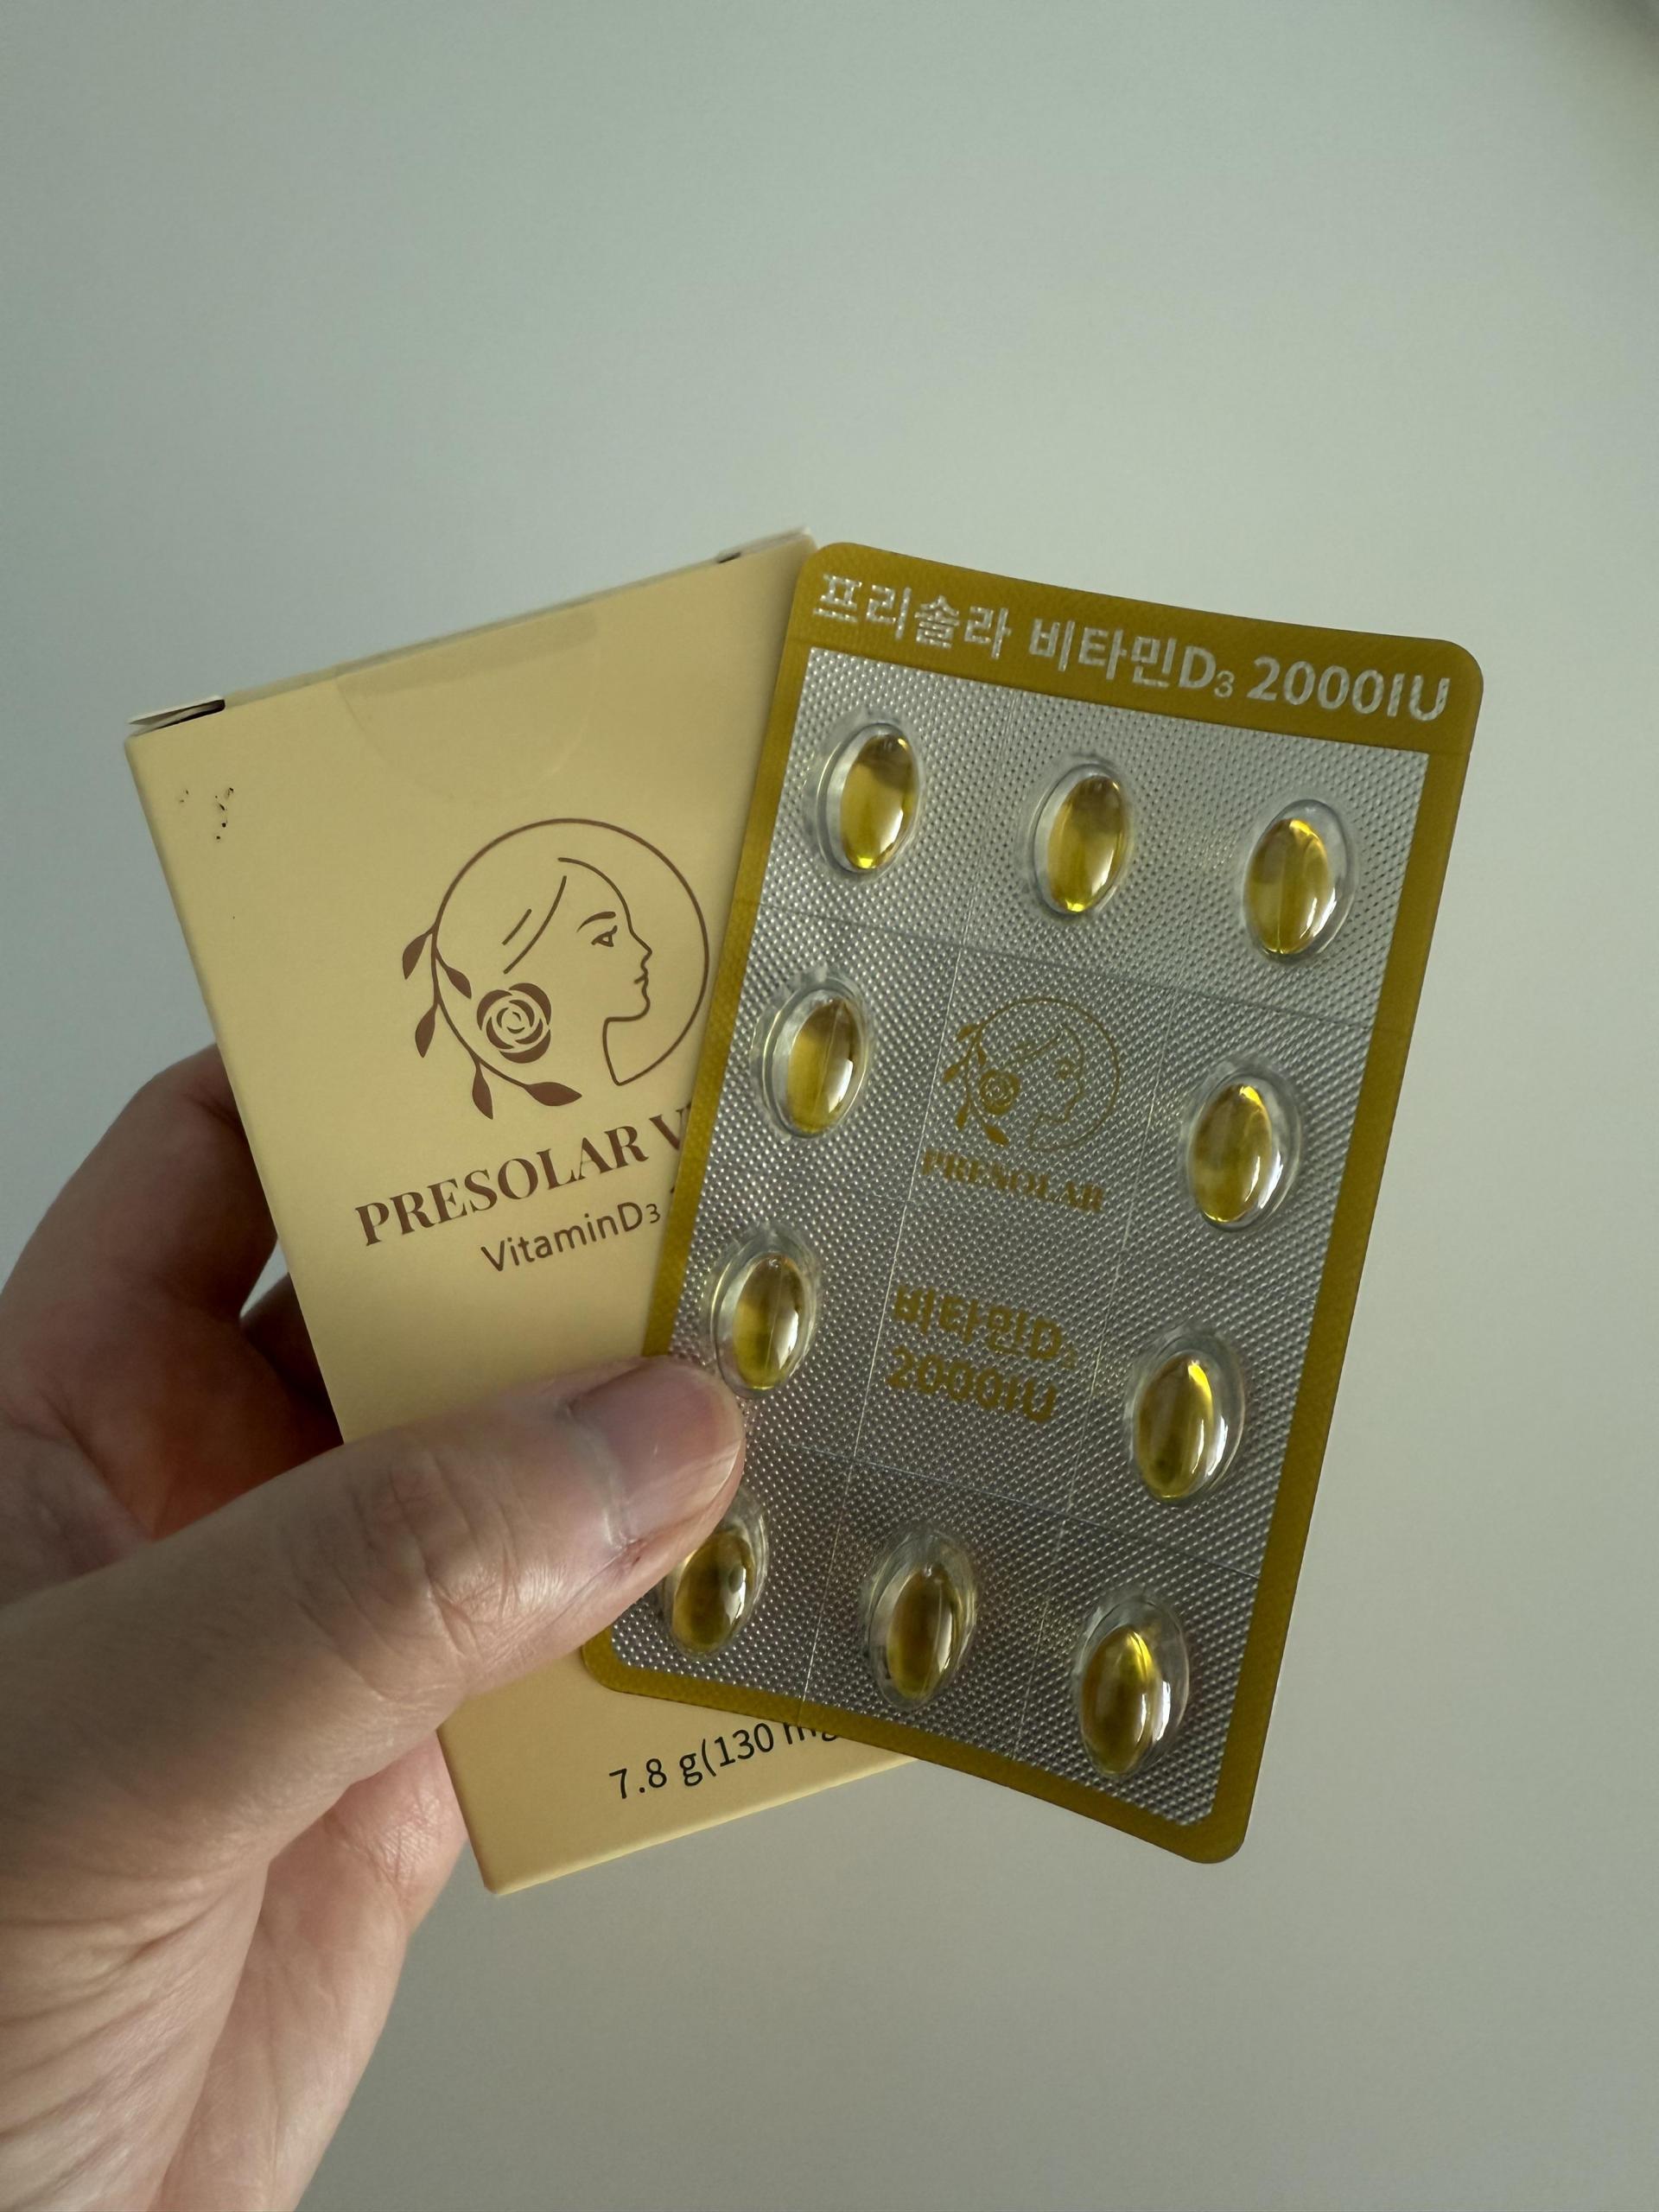 프리솔라 비타민D₃ 2000IU
PRESOLAR
비타민D₃
2000IU
PRESOLAR
VitaminD₃
7.8 g(130